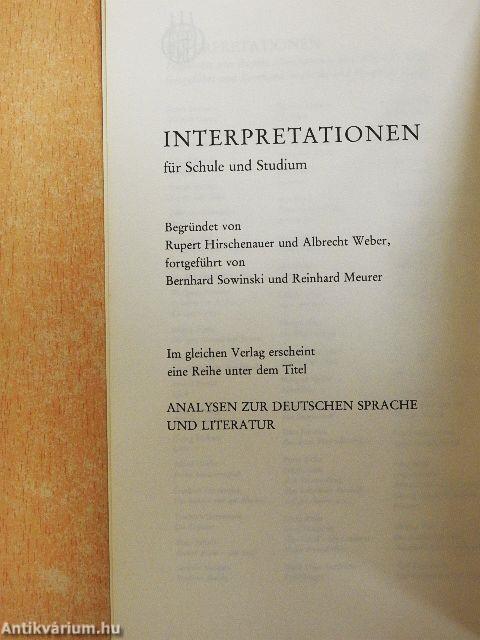 INTERPRETATIONEN
für Schule und Studium
Begründet von
Rupert Hirschenauer und Albrecht Weber,
fortgeführt von
Bernhard Sowinski und Reinhard Meurer
Im gleichen Verlag erscheint
eine Reihe unter dem Titel
ANALYSEN ZUR DEUTSCHEN SPRACHE
UND LITERATUR
Antikvárium.hu